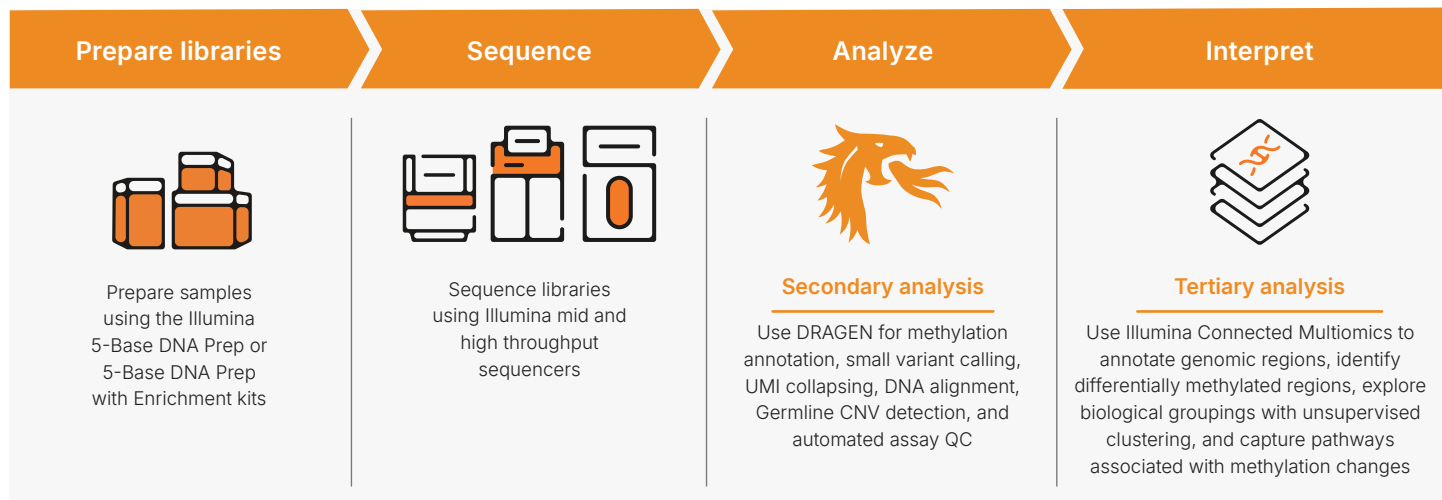 Prepare libraries
Sequence
Analyze
Interpret
Prepare samples
using the Illumina
5-Base DNA Prep or
5-Base DNA Prep
with Enrichment kits
Sequence libraries
using Illumina mid and
high throughput
sequencers
Secondary analysis
Use DRAGEN for methylation
annotation, small variant calling,
UMI collapsing, DNA alignment,
Germline CNV detection, and
automated assay QC
Tertiary analysis
Use Illumina Connected Multiomics to
annotate genomic regions, identify
differentially methylated regions, explore
biological groupings with unsupervised
clustering, and capture pathways
associated with methylation changes